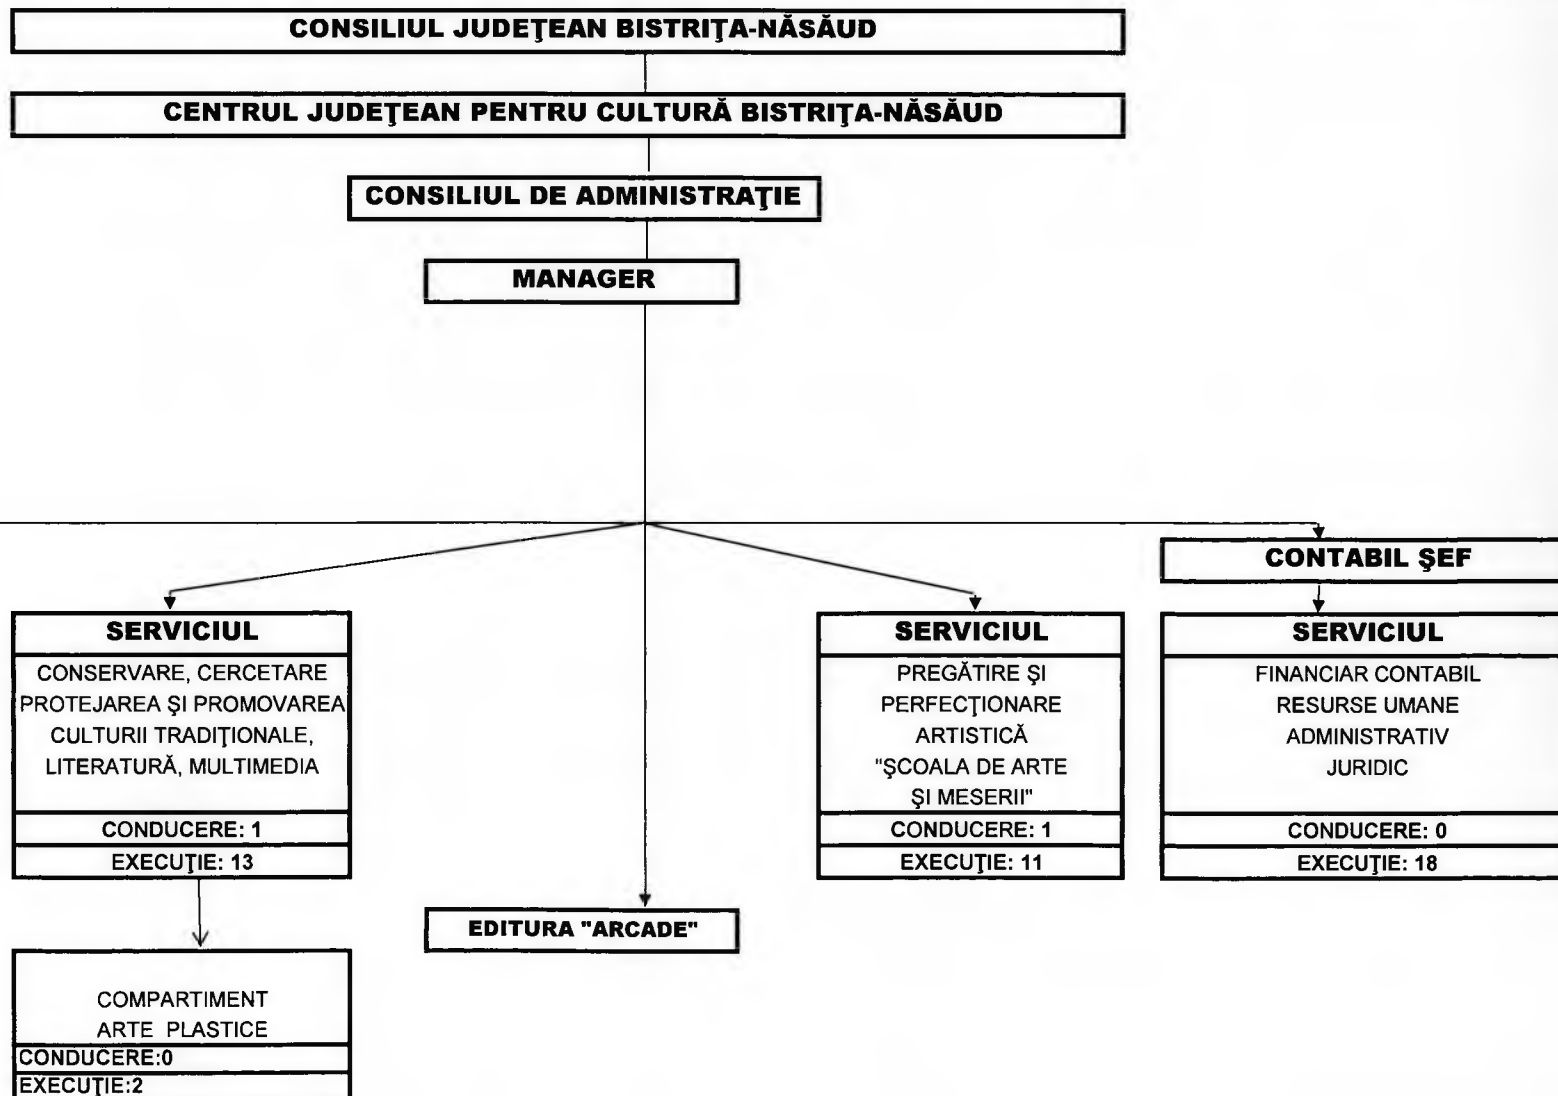 CONSILIUL JUDEŢEAN BISTRIŢA-NĂSĂUD
CENTRUL JUDEŢEAN PENTRU CULTURĂ BISTRIŢA-NĂSĂUD
CONSILIUL DE ADMINISTRAŢIE
MANAGER
CONTABIL ŞEF
SERVICIUL
CONSERVARE, CERCETARE
PROTEJAREA ŞI PROMOVAREA
CULTURII TRADIŢIONALE,
LITERATURĂ, MULTIMEDIA
CONDUCERE: 1
EXECUŢIE: 13
SERVICIUL
PREGĂTIRE ŞI
PERFECŢIONARE
ARTISTICĂ
"ŞCOALA DE ARTE
ŞI MESERII"
CONDUCERE: 1
EXECUŢIE: 11
SERVICIUL
FINANCIAR CONTABIL
RESURSE UMANE
ADMINISTRATIV
JURIDIC
CONDUCERE: 0
EXECUŢIE: 18
EDITURA "ARCADE"
COMPARTIMENT
ARTE PLASTICE
CONDUCERE:0
EXECUŢIE:2